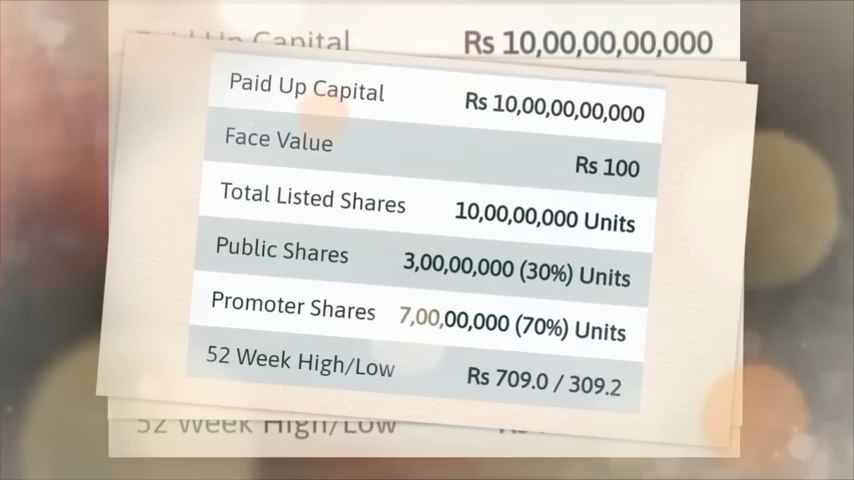 Paid Up Capital Rs 10,00,00,00,000
Paid Up Capital Rs 10,00,00,00,000
Face Value Rs 100
Total Listed Shares 10,00,00,000 Units
Public Shares 3,00,00,000 (30%) Units
Promoter Shares 7,00,00,000 (70%) Units
52 Week High/Low Rs 709.0 / 309.2
52 Week High/Low